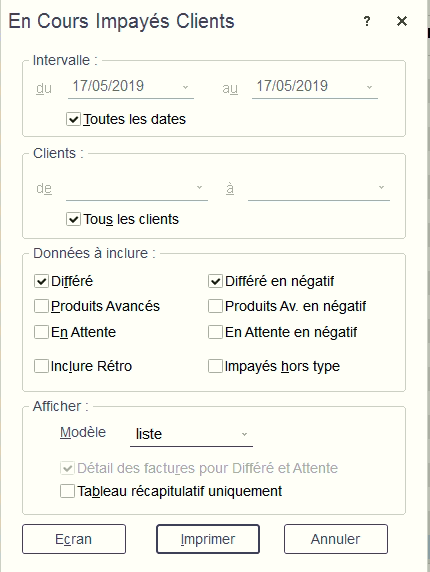 En Cours Impayés Clients ? ×
Intervalle :
du 17/05/2019 au 17/05/2019
Toutes les dates
Clients :
de à
Tous les clients
Données à inclure :
Différé Différé en négatif
Produits Avancés Produits Av. en négatif
En Attente En Attente en négatif
Inclure Rétro Impayés hors type
Afficher :
Modèle liste
Détail des factures pour Différé et Attente
Tableau récapitulatif uniquement
Ecran Imprimer Annuler